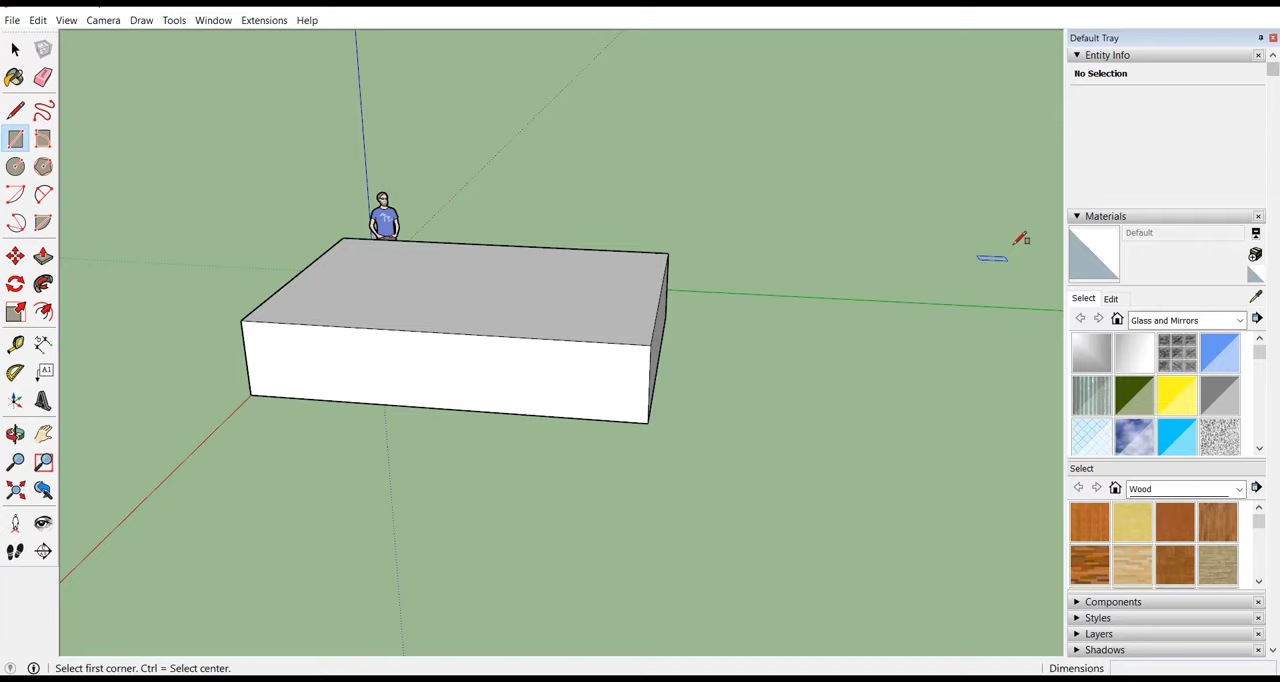 File Edit View Camera Draw Tools Window Extensions Help
Default Tray
Entity Info
No Selection
Materials
Default
Select Edit
Glass and Mirrors
Select
Wood
Components
Styles
Layers
Shadows
A1
Select first corner. Ctrl = Select center.
Dimensions